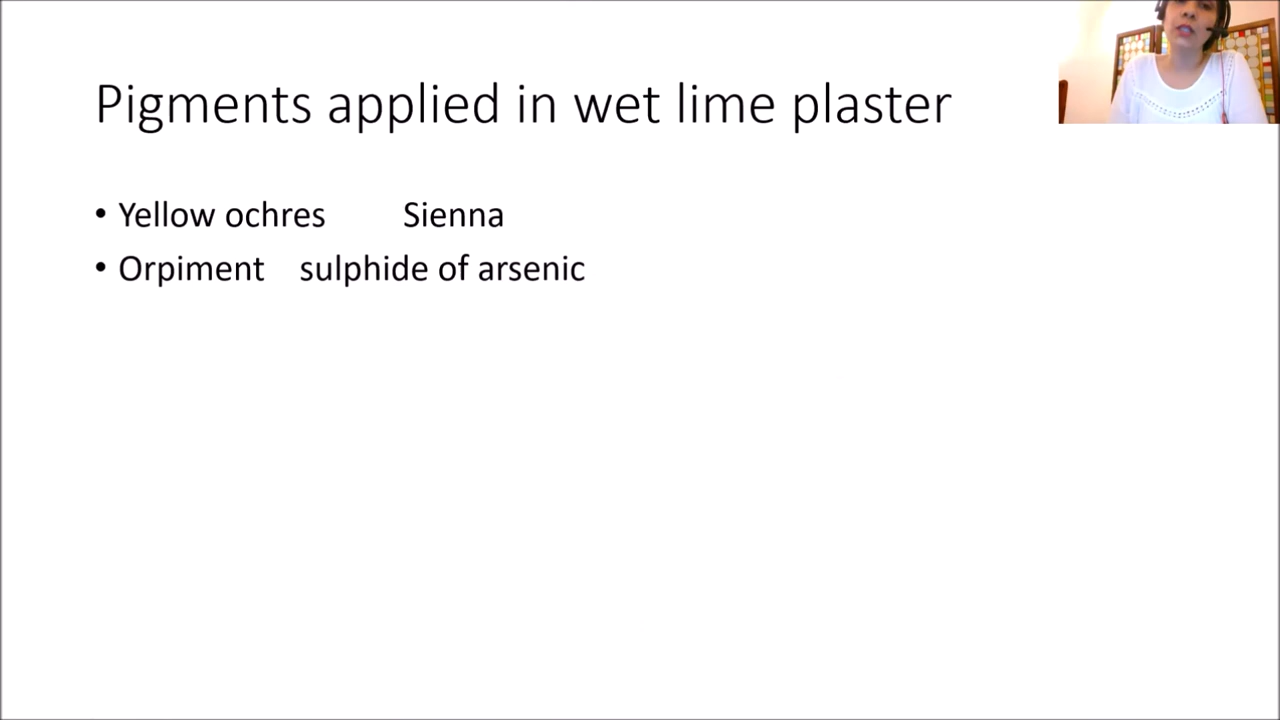 Pigments applied in wet lime plaster
• Yellow ochres Sienna
• Orpiment sulphide of arsenic